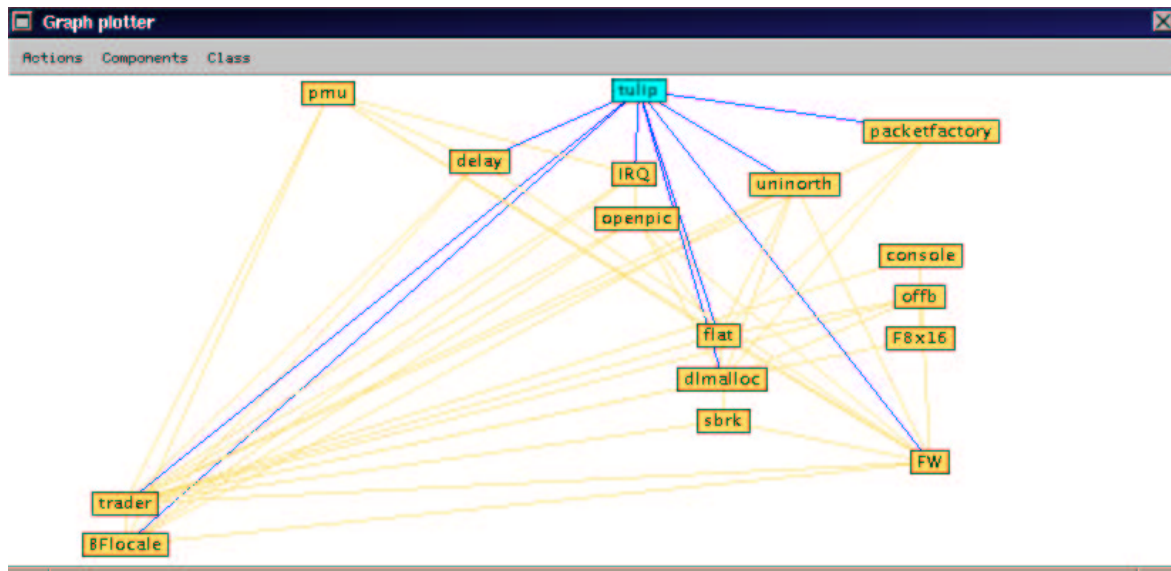 Graph plotter
Actions Components Class
pmu
tulip
packetfactory
delay
IRQ
uninorth
openpic
console
offb
flat
F8x16
dlmalloc
sbrk
FW
trader
BFlocale